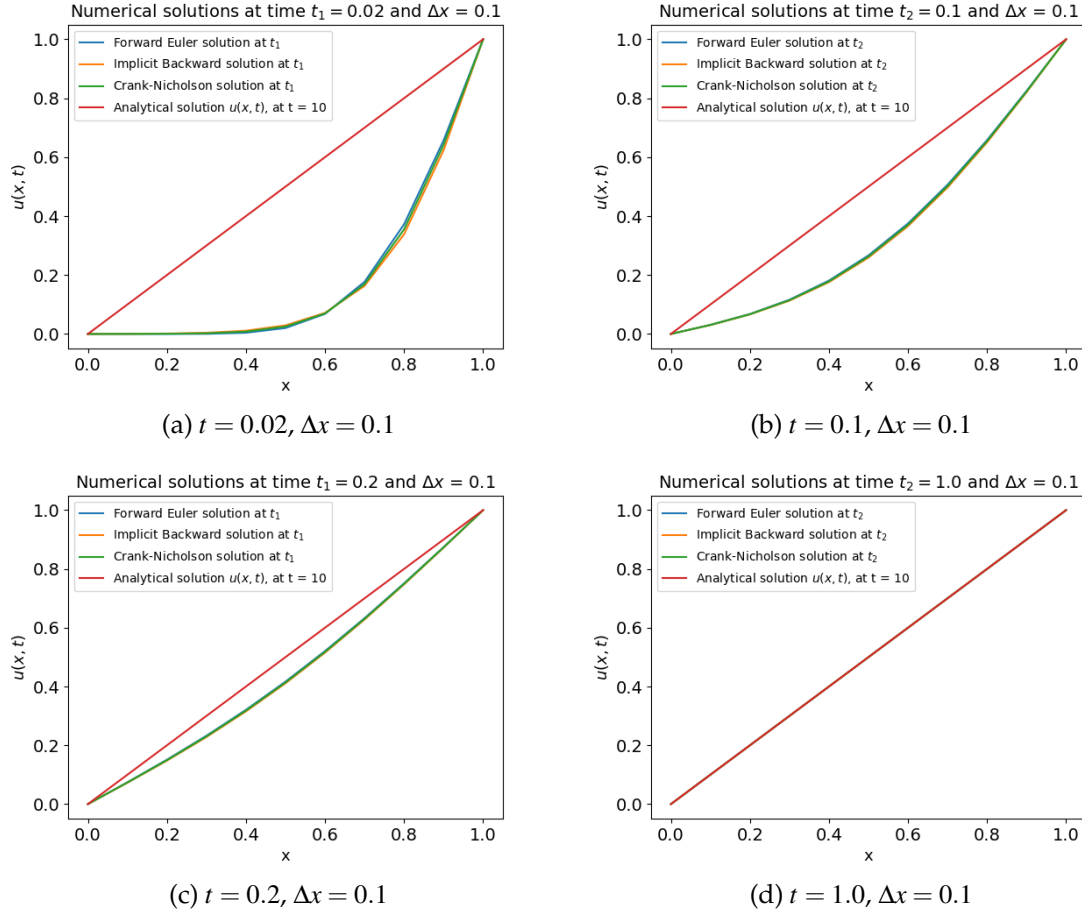 Numerical solutions at time t₁ = 0.02 and Δx = 0.1
Forward Euler solution at t₁
Implicit Backward solution at t₁
Crank-Nicholson solution at t₁
Analytical solution u(x, t), at t = 10
u(x, t)
1.0
0.8
0.6
0.4
0.2
0.0
0.0 0.2 0.4 0.6 0.8 1.0
x
(a) t = 0.02, Δx = 0.1
Numerical solutions at time t₂ = 0.1 and Δx = 0.1
Forward Euler solution at t₂
Implicit Backward solution at t₂
Crank-Nicholson solution at t₂
Analytical solution u(x, t), at t = 10
u(x, t)
1.0
0.8
0.6
0.4
0.2
0.0
0.0 0.2 0.4 0.6 0.8 1.0
x
(b) t = 0.1, Δx = 0.1
Numerical solutions at time t₁ = 0.2 and Δx = 0.1
Forward Euler solution at t₁
Implicit Backward solution at t₁
Crank-Nicholson solution at t₁
Analytical solution u(x, t), at t = 10
u(x, t)
1.0
0.8
0.6
0.4
0.2
0.0
0.0 0.2 0.4 0.6 0.8 1.0
x
(c) t = 0.2, Δx = 0.1
Numerical solutions at time t₂ = 1.0 and Δx = 0.1
Forward Euler solution at t₂
Implicit Backward solution at t₂
Crank-Nicholson solution at t₂
Analytical solution u(x, t), at t = 10
u(x, t)
1.0
0.8
0.6
0.4
0.2
0.0
0.0 0.2 0.4 0.6 0.8 1.0
x
(d) t = 1.0, Δx = 0.1